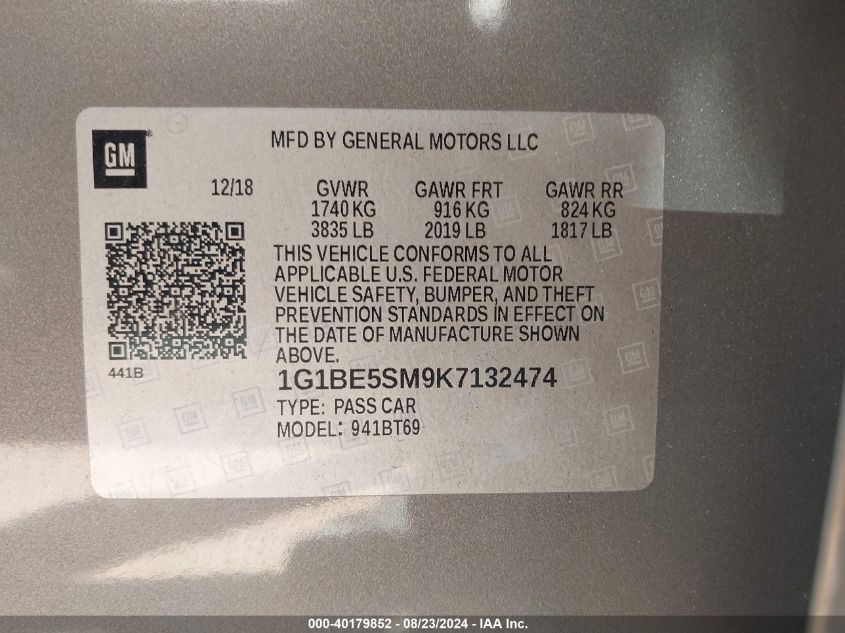 GM
MFD BY GENERAL MOTORS LLC
12/18 GVWR GAWR FRT GAWR RR
1740 KG 916 KG 824 KG
3835 LB 2019 LB 1817 LB
THIS VEHICLE CONFORMS TO ALL
APPLICABLE U.S. FEDERAL MOTOR
VEHICLE SAFETY, BUMPER, AND THEFT
PREVENTION STANDARDS IN EFFECT ON
THE DATE OF MANUFACTURE SHOWN
ABOVE.
441B
1G1BE5SM9K7132474
TYPE: PASS CAR
MODEL: 941BT69
000-40179852 - 08/23/2024 - IAA Inc.